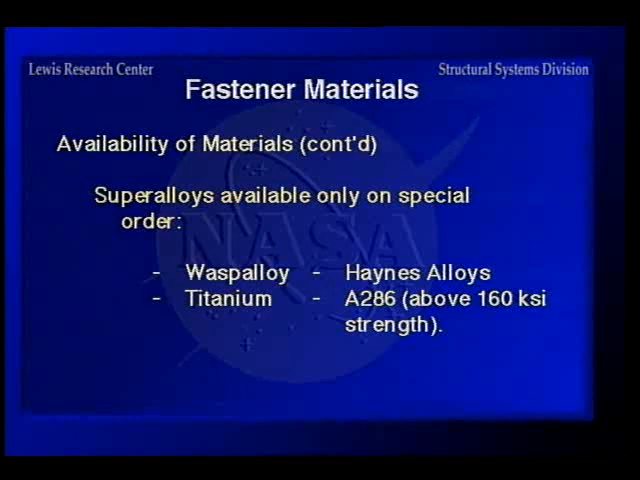 Lewis Research Center
Structural Systems Division
Fastener Materials
Availability of Materials (cont'd)
Superalloys available only on special
order:
- Waspalloy - Haynes Alloys
- Titanium - A286 (above 160 ksi
strength).
NASA